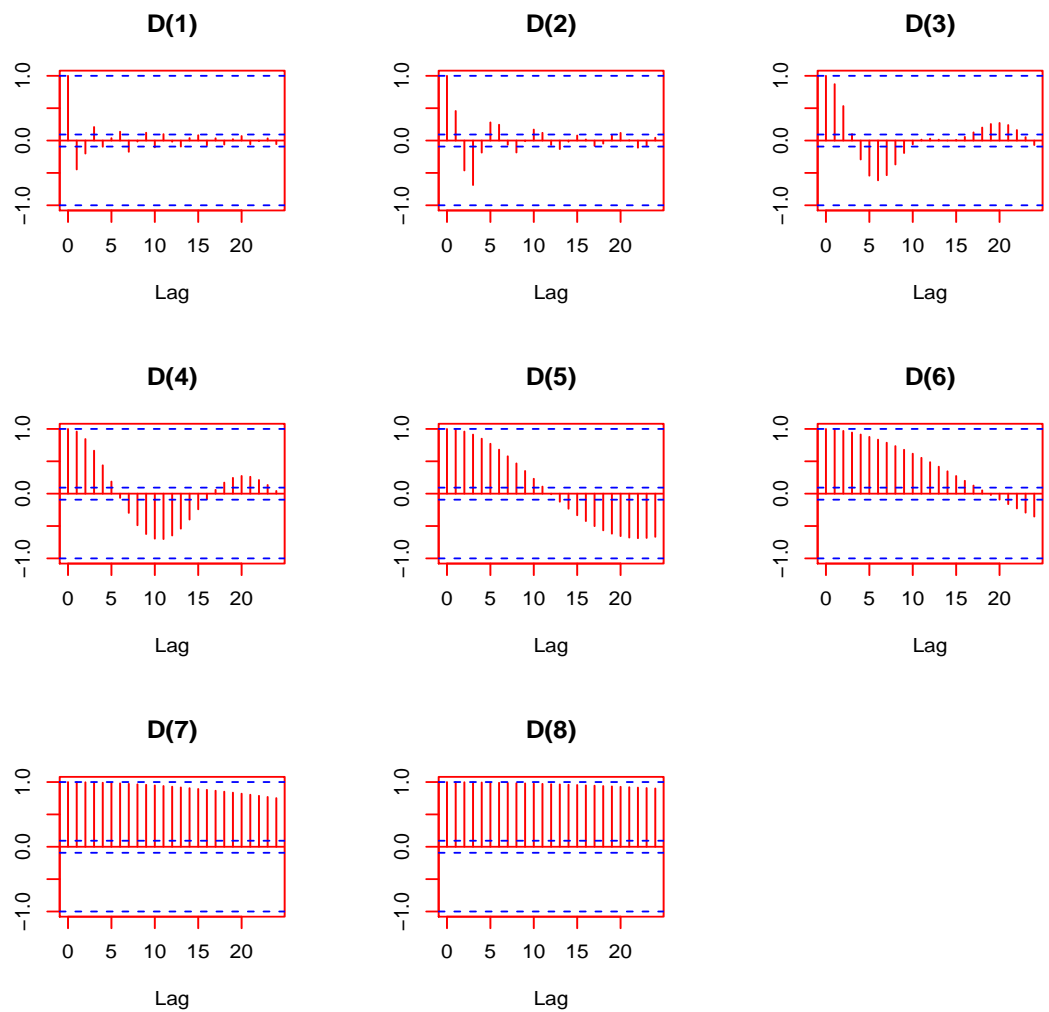 D(1) D(2) D(3)
1.0 0.0 −1.0 1.0 0.0 −1.0 1.0 0.0 −1.0
0 5 10 15 20 0 5 10 15 20 0 5 10 15 20
Lag Lag Lag
D(4) D(5) D(6)
1.0 0.0 −1.0 1.0 0.0 −1.0 1.0 0.0 −1.0
0 5 10 15 20 0 5 10 15 20 0 5 10 15 20
Lag Lag Lag
D(7) D(8)
1.0 0.0 −1.0 1.0 0.0 −1.0
0 5 10 15 20 0 5 10 15 20
Lag Lag